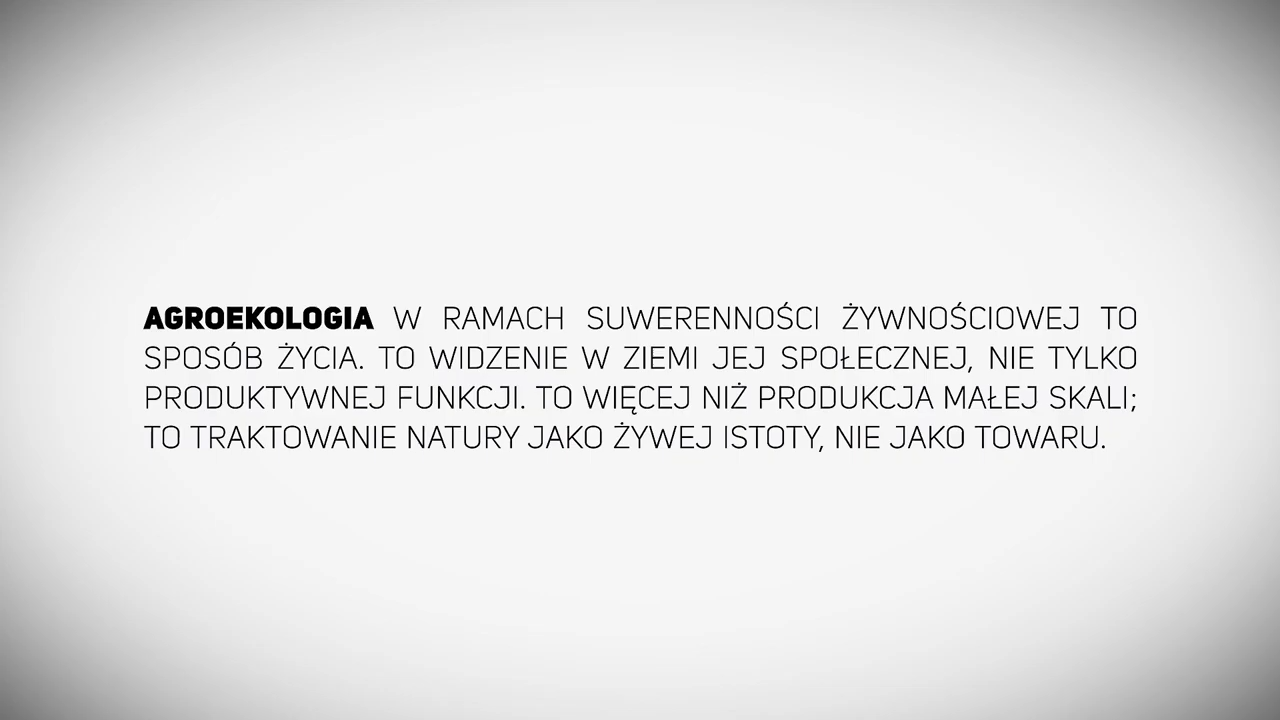 AGROEKOLOGIA W RAMACH SUWERENNOŚCI ŻYWNOŚCIOWEJ TO
SPOSÓB ŻYCIA. TO WIDZENIE W ZIEMI JEJ SPOŁECZNEJ, NIE TYLKO
PRODUKTYWNEJ FUNKCJI. TO WIĘCEJ NIŻ PRODUKCJA MAŁEJ SKALI;
TO TRAKTOWANIE NATURY JAKO ŻYWEJ ISTOTY, NIE JAKO TOWARU.